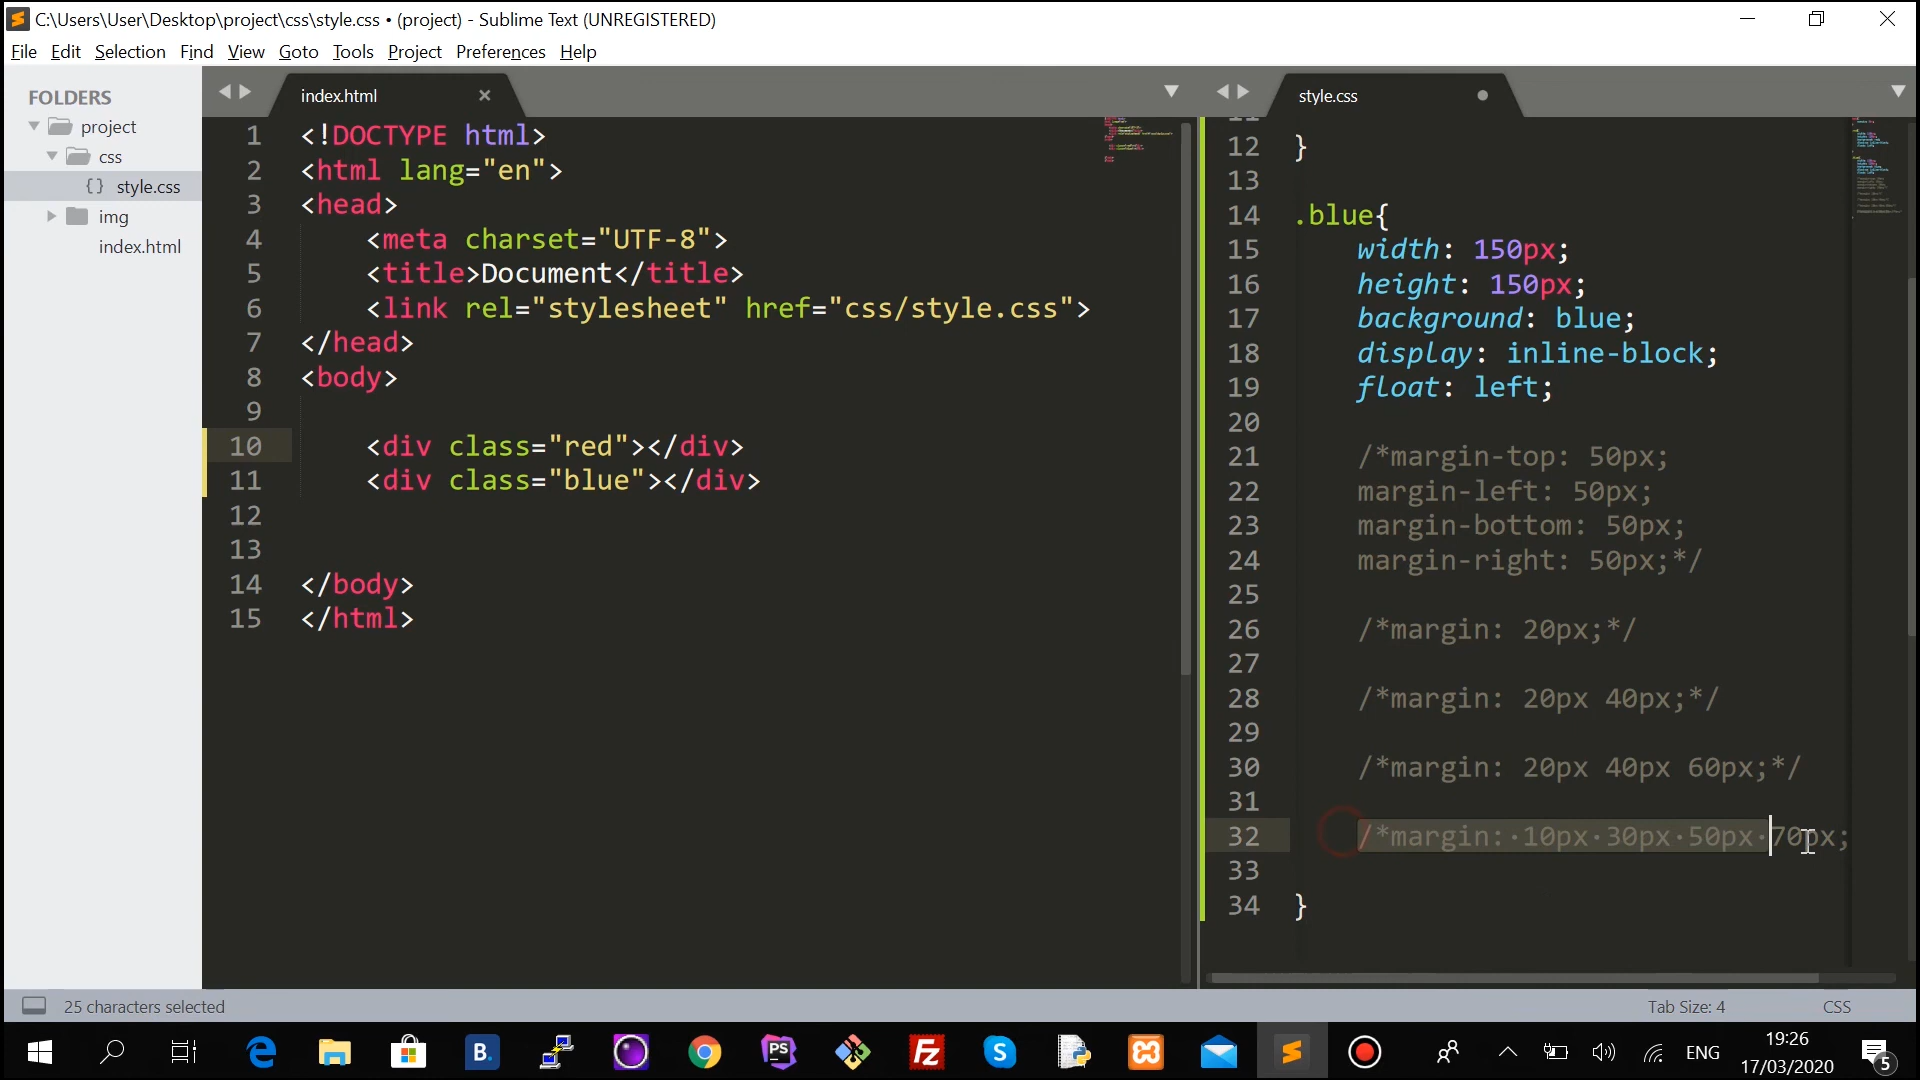 C:\Users\User\Desktop\project\css\style.css • (project) - Sublime Text (UNREGISTERED)
File Edit Selection Find View Goto Tools Project Preferences Help
FOLDERS
project
css
{} style.css
img
index.html
index.html
1 <!DOCTYPE html>
2 <html lang="en">
3 <head>
4 <meta charset="UTF-8">
5 <title>Document</title>
6 <link rel="stylesheet" href="css/style.css">
7 </head>
8 <body>
9
10 <div class="red"></div>
11 <div class="blue"></div>
12
13
14 </body>
15 </html>
style.css
11
12 }
13
14 .blue{
15 width: 150px;
16 height: 150px;
17 background: blue;
18 display: inline-block;
19 float: left;
20
21 /*margin-top: 50px;
22 margin-left: 50px;
23 margin-bottom: 50px;
24 margin-right: 50px;*/
25
26 /*margin: 20px;*/
27
28 /*margin: 20px 40px;*/
29
30 /*margin: 20px 40px 60px;*/
31
32 /*margin:·10px·30px·50px·70px;
33
34 }
25 characters selected
Tab Size: 4
CSS
B.
PS
Fz
S
ENG
19:26
17/03/2020
5